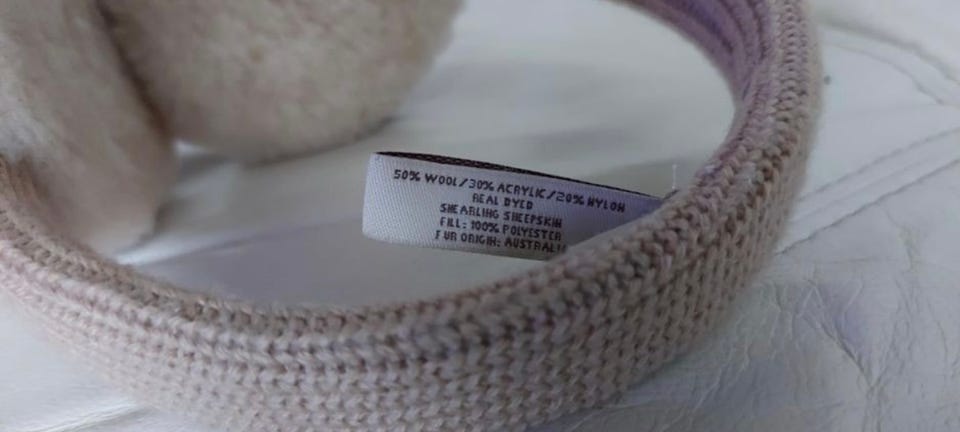 50% WOOL/30% ACRYLIC/20% NYLON
REAL DYED
SHEARLING SHEEPSKIN
FILL: 100% POLYESTER
FUR ORIGIN: AUSTRALIA